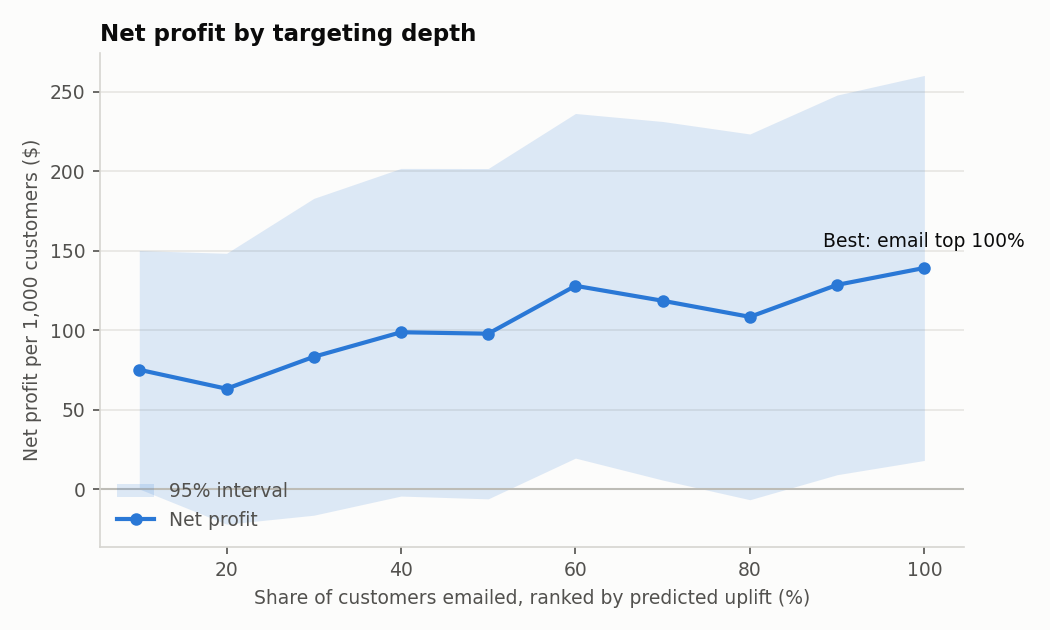 Net profit by targeting depth
Net profit per 1,000 customers ($)
250
200
150
100
50
0
Best: email top 100%
95% interval
Net profit
20
40
60
80
100
Share of customers emailed, ranked by predicted uplift (%)